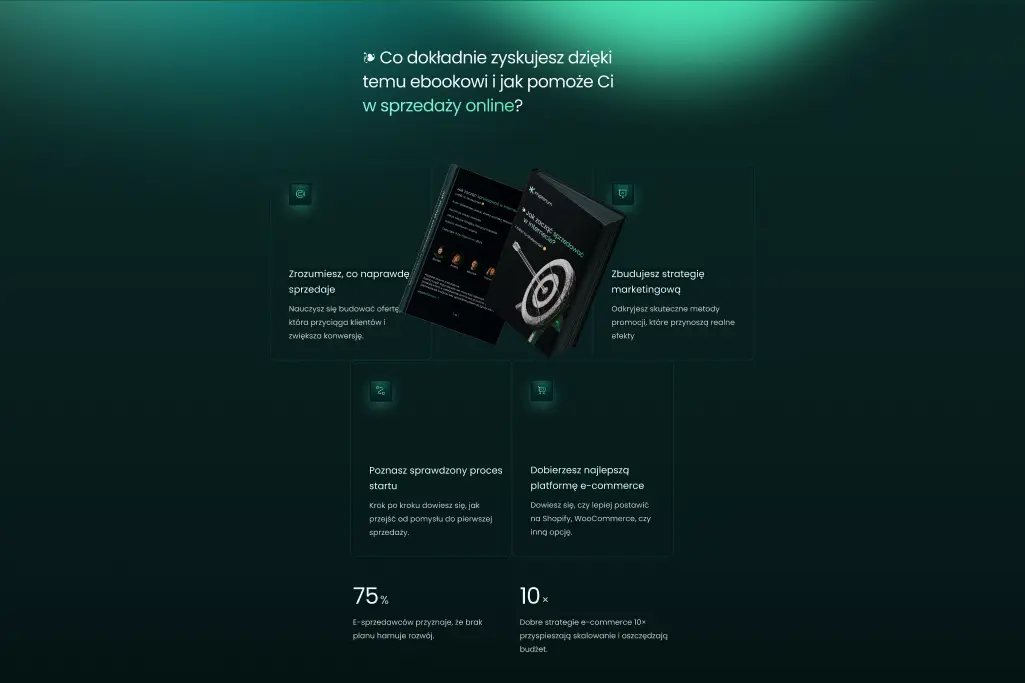 Co dokładnie zyskujesz dzięki
temu ebookowi i jak pomoże Ci
w sprzedaży online?
Jak zacząć sprzedawać
w internecie?
Zrozumiesz, co naprawdę
sprzedaje
Nauczysz się budować ofertę,
która przyciąga klientów i
zwiększa konwersję.
Zbudujesz strategię
marketingową
Odkryjesz skuteczne metody
promocji, które przynoszą realne
efekty
Poznasz sprawdzony proces
startu
Krok po kroku dowiesz się, jak
przejść od pomysłu do pierwszej
sprzedaży.
Dobierzesz najlepszą
platformę e-commerce
Dowiesz się, czy lepiej postawić
na Shopify, WooCommerce, czy
inną opcję.
75%
E-sprzedawców przyznaje, że brak
planu hamuje rozwój.
10×
Dobre strategie e-commerce 10×
przyspieszają skalowanie i oszczędzają
budżet.